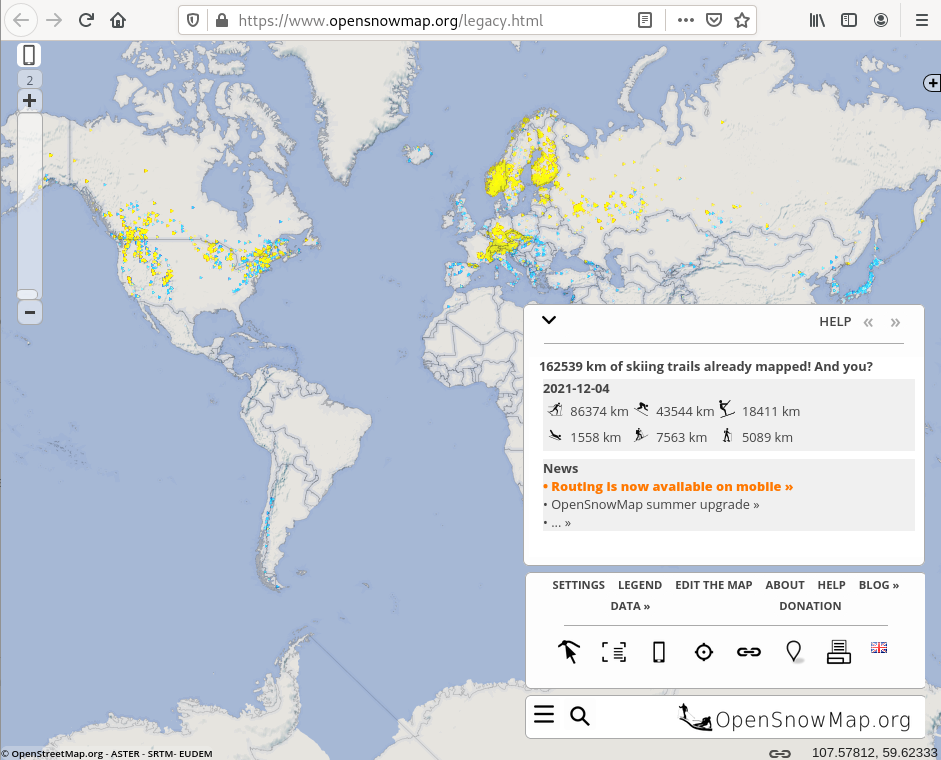 https://www.opensnowmap.org/legacy.html
2
HELP « »
162539 km of skiing trails already mapped! And you?
2021-12-04
86374 km 43544 km 18411 km
1558 km 7563 km 5089 km
News
• Routing is now available on mobile »
• OpenSnowMap summer upgrade »
• ... »
SETTINGS LEGEND EDIT THE MAP ABOUT HELP BLOG »
DATA » DONATION
OpenSnowMap.org
© OpenStreetMap.org - ASTER - SRTM- EUDEM
107.57812, 59.62333